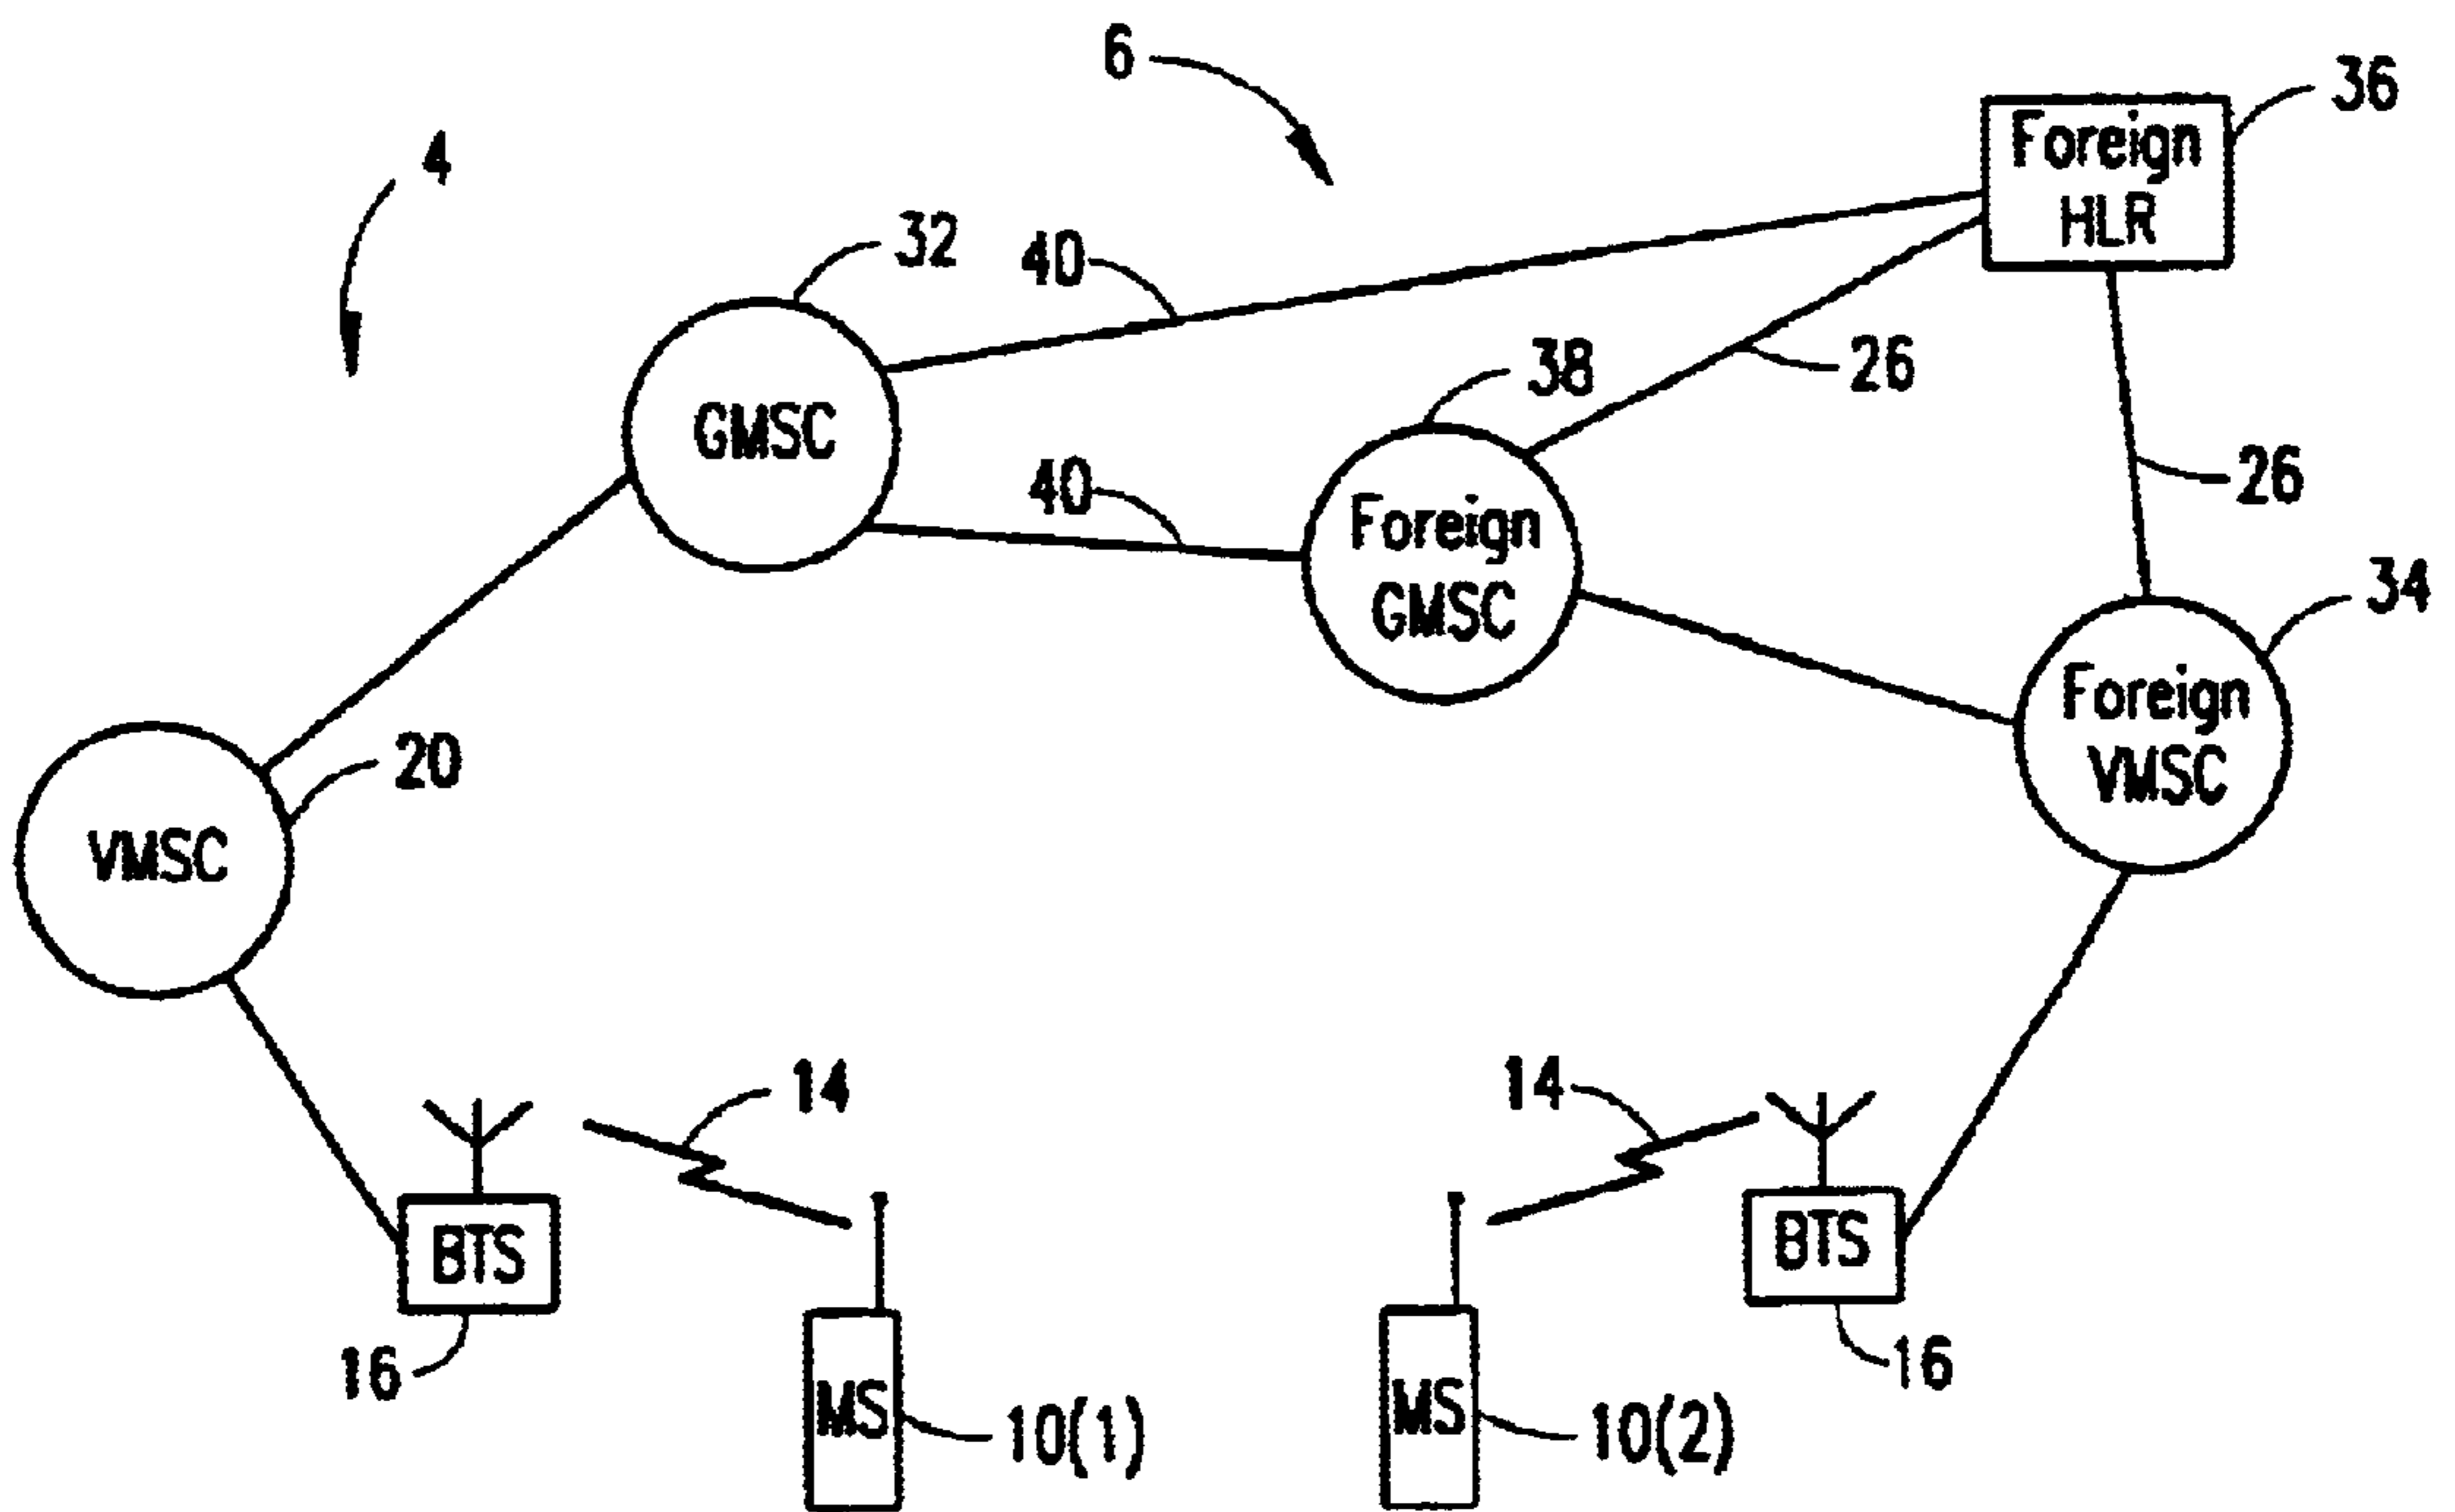 6
36
Foreign
HLR
4
32
40
GMSC
38
26
40
Foreign
GMSC
26
34
Foreign
VMSC
20
VMSC
14
14
BTS
BTS
16
16
MS
10(1)
MS
10(2)